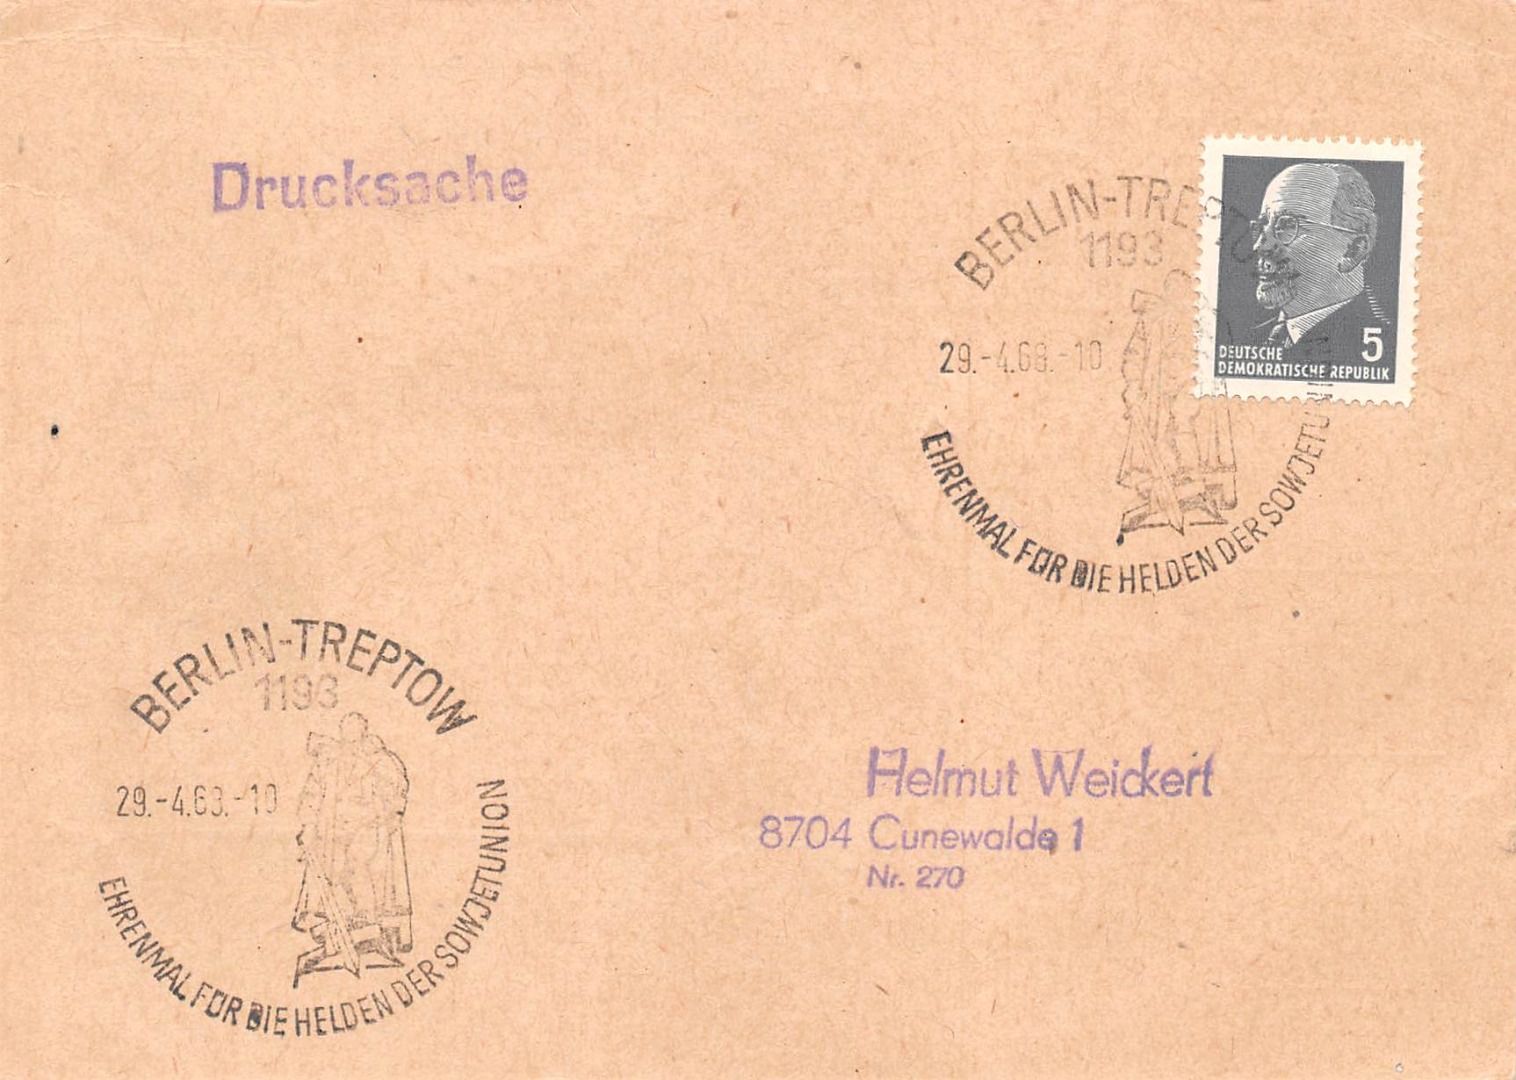 Drucksache
BERLIN-TREPTOW
1193
29.-4.68.-10
EHRENMAL FÜR DIE HELDEN DER SOWJETUNION
5
DEUTSCHE
DEMOKRATISCHE REPUBLIK
BERLIN-TREPTOW
1193
29.-4.68.-10
EHRENMAL FÜR DIE HELDEN DER SOWJETUNION
Helmut Weickert
8704 Cunewalde 1
Nr. 270